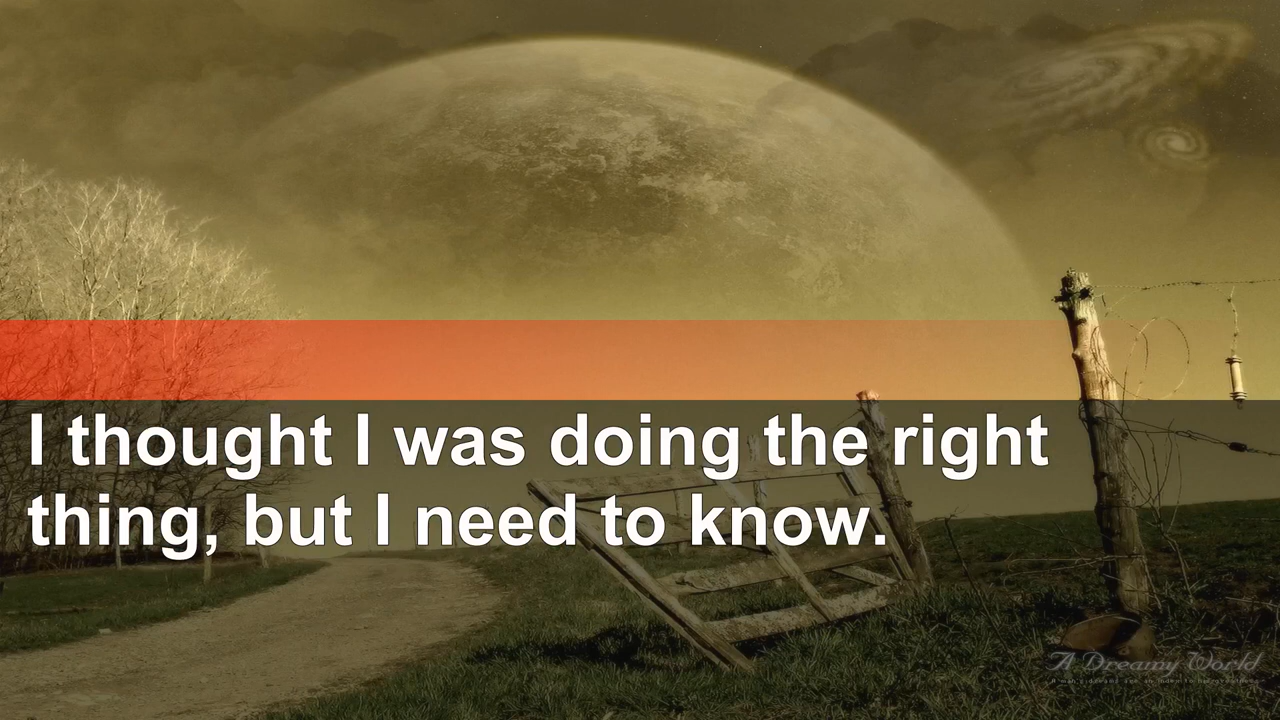 I thought I was doing the right
thing, but I need to know.
A Dreamy World